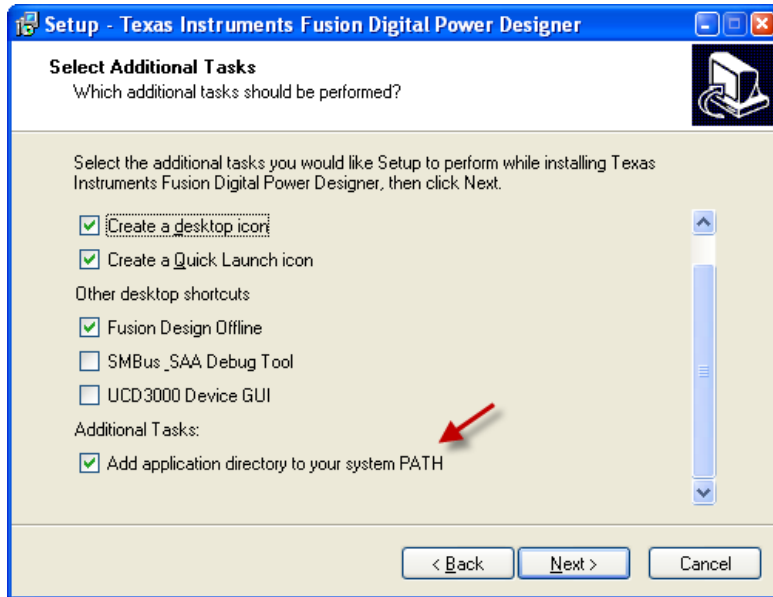 Setup - Texas Instruments Fusion Digital Power Designer
Select Additional Tasks
Which additional tasks should be performed?
Select the additional tasks you would like Setup to perform while installing Texas
Instruments Fusion Digital Power Designer, then click Next.
Create a desktop icon
Create a Quick Launch icon
Other desktop shortcuts
Fusion Design Offline
SMBus_SAA Debug Tool
UCD3000 Device GUI
Additional Tasks:
Add application directory to your system PATH
< Back
Next >
Cancel